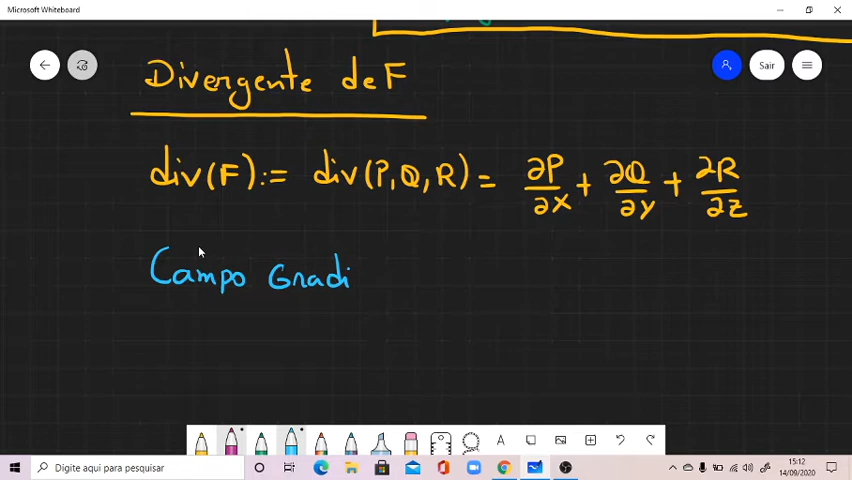 Microsoft Whiteboard
Sair
Divergente de F
div(F):= div(P,Q,R) = ∂P/∂x + ∂Q/∂y + ∂R/∂z
Campo Gradi
A
Digite aqui para pesquisar
15:12
14/09/2020